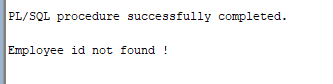 PL/SQL procedure successfully completed.
Employee id not found !